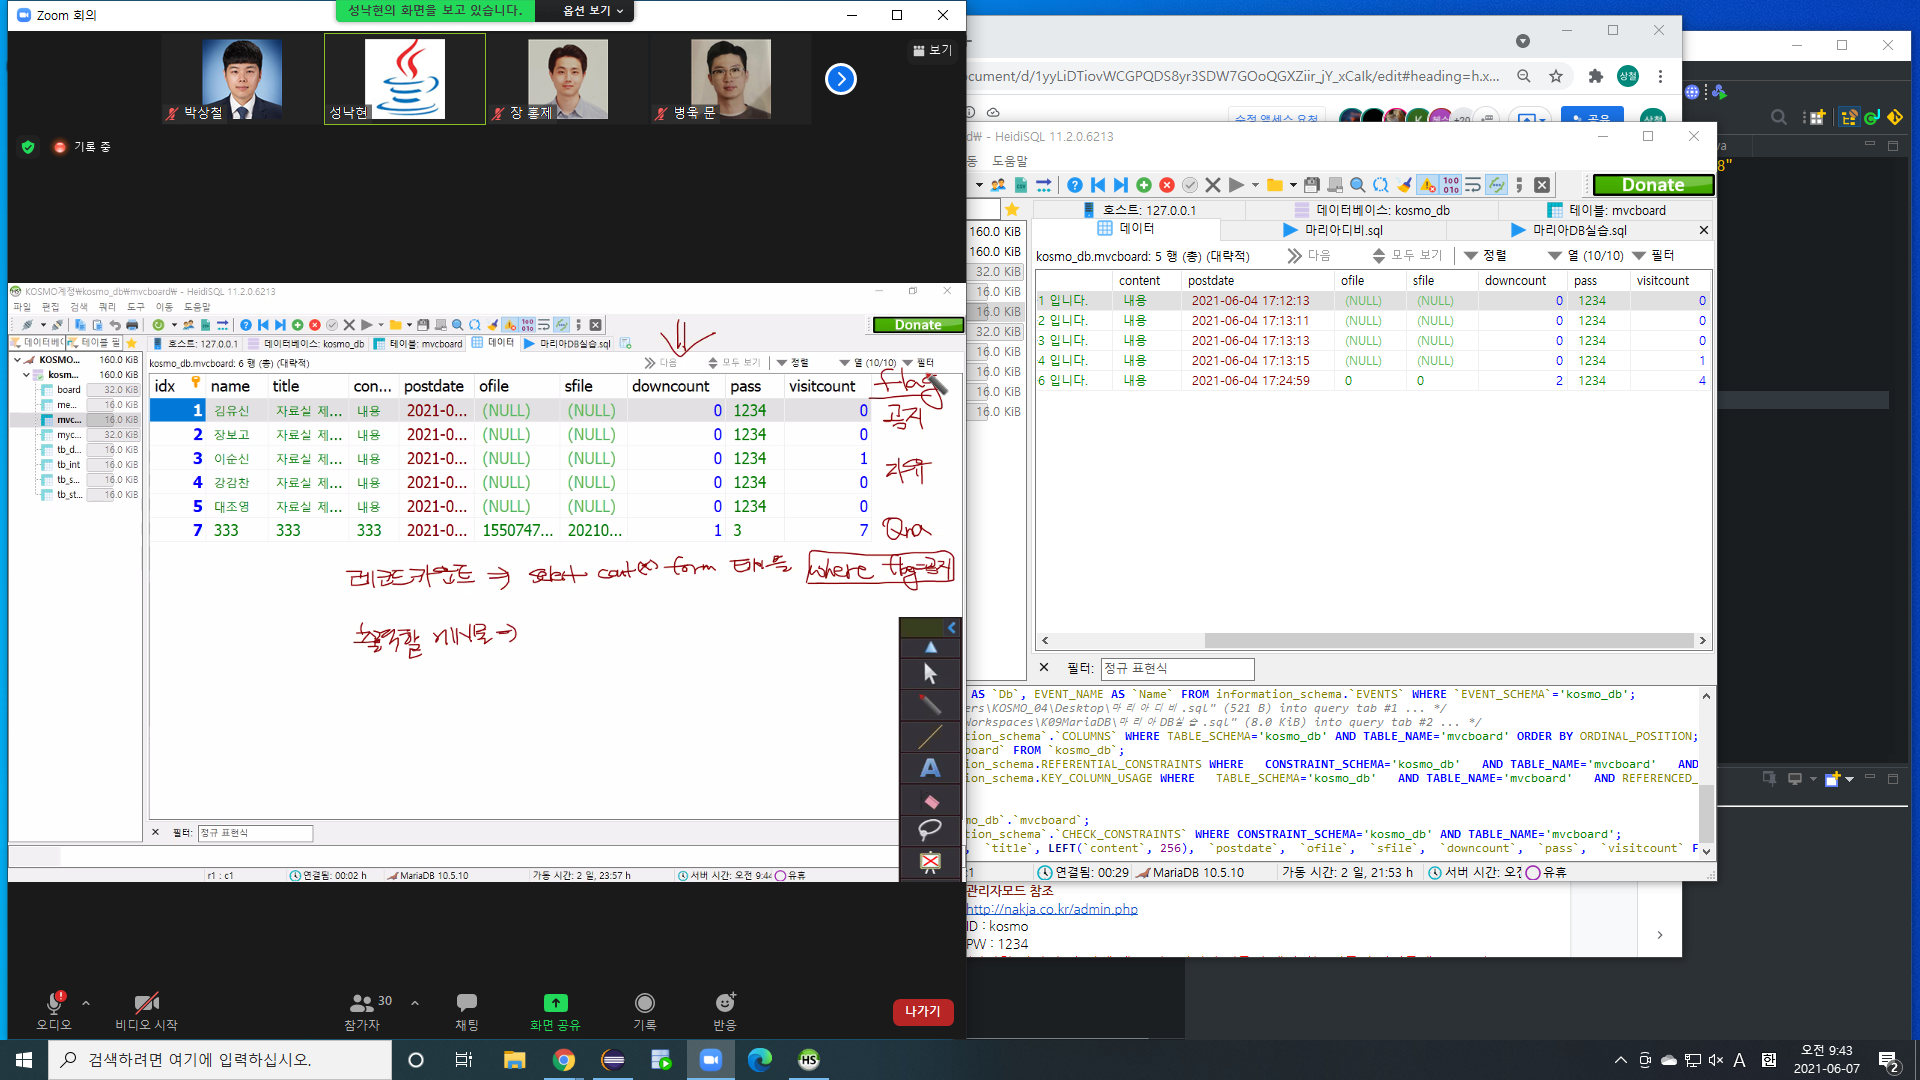 Zoom 회의
성낙현의 화면을 보고 있습니다.
옵션 보기
박상철
성낙현
장 홍제
병욱 문
보기
기록 중
KOSMO계정\kosmo_db\mvcboard\ - HeidiSQL 11.2.0.6213
파일 편집 검색 쿼리 도구 이동 도움말
Donate
테이블 필
호스트: 127.0.0.1 데이터베이스: kosmo_db 테이블: mvcboard 데이터 마리아DB실습.sql
KOSMO... 160.0 KiB
kosm... 160.0 KiB
board 32.0 KiB
me... 16.0 KiB
mvc... 16.0 KiB
myc... 32.0 KiB
tb_d... 16.0 KiB
tb_int 16.0 KiB
tb_s... 16.0 KiB
tb_st... 16.0 KiB
kosmo_db.mvcboard: 6 행 (총) (대략적) 다음 모두 보기 정렬 열 (10/10) 필터
idx name title con... postdate ofile sfile downcount pass visitcount
1 김유신 자료실 제... 내용 2021-0... (NULL) (NULL) 0 1234 0
2 장보고 자료실 제... 내용 2021-0... (NULL) (NULL) 0 1234 0
3 이순신 자료실 제... 내용 2021-0... (NULL) (NULL) 0 1234 1
4 강감찬 자료실 제... 내용 2021-0... (NULL) (NULL) 0 1234 0
5 대조영 자료실 제... 내용 2021-0... (NULL) (NULL) 0 1234 0
7 333 333 333 2021-0... 1550747... 20210... 1 3 7
flag
공지
자유
QnA
레코드카운트 ⇒ select count(*) form 테이블 where flag=공지
출력할 게시물 →
필터: 정규 표현식
r1 : c1 연결됨: 00:02 h MariaDB 10.5.10 가동 시간: 2 일, 23:57 h 서버 시간: 오전 9:44 유휴
오디오
비디오 시작
30
참가자
채팅
화면 공유
기록
반응
나가기
ocument/d/1yyLiDTiovWCGPQDS8yr3SDW7GOoQGXZiir_jY_xCalk/edit#heading=h.x...
상철
수정 액세스 요청
공유
d\ - HeidiSQL 11.2.0.6213
동 도움말
Donate
호스트: 127.0.0.1 데이터베이스: kosmo_db 테이블: mvcboard
데이터 마리아디비.sql 마리아DB실습.sql
160.0 KiB
160.0 KiB
32.0 KiB
16.0 KiB
16.0 KiB
32.0 KiB
16.0 KiB
16.0 KiB
16.0 KiB
16.0 KiB
kosmo_db.mvcboard: 5 행 (총) (대략적) 다음 모두 보기 정렬 열 (10/10) 필터
content postdate ofile sfile downcount pass visitcount
1 입니다. 내용 2021-06-04 17:12:13 (NULL) (NULL) 0 1234 0
2 입니다. 내용 2021-06-04 17:13:11 (NULL) (NULL) 0 1234 0
3 입니다. 내용 2021-06-04 17:13:13 (NULL) (NULL) 0 1234 0
4 입니다. 내용 2021-06-04 17:13:15 (NULL) (NULL) 0 1234 1
6 입니다. 내용 2021-06-04 17:24:59 0 0 2 1234 4
필터: 정규 표현식
AS `Db`, EVENT_NAME AS `Name` FROM information_schema.`EVENTS` WHERE `EVENT_SCHEMA`='kosmo_db';
ers\KOSMO_04\Desktop\마리아디비.sql" (521 B) into query tab #1 ... */
Workspaces\K09MariaDB\마리아DB실습.sql" (8.0 KiB) into query tab #2 ... */
tion_schema`.`COLUMNS` WHERE TABLE_SCHEMA='kosmo_db' AND TABLE_NAME='mvcboard' ORDER BY ORDINAL_POSITION;
board` FROM `kosmo_db`;
tion_schema.REFERENTIAL_CONSTRAINTS WHERE CONSTRAINT_SCHEMA='kosmo_db' AND TABLE_NAME='mvcboard' AND
tion_schema.KEY_COLUMN_USAGE WHERE TABLE_SCHEMA='kosmo_db' AND TABLE_NAME='mvcboard' AND REFERENCED_
mo_db`.`mvcboard`;
tion_schema`.`CHECK_CONSTRAINTS` WHERE CONSTRAINT_SCHEMA='kosmo_db' AND TABLE_NAME='mvcboard';
, `title`, LEFT(`content`, 256), `postdate`, `ofile`, `sfile`, `downcount`, `pass`, `visitcount` F
연결됨: 00:29 MariaDB 10.5.10 가동 시간: 2 일, 21:53 h 서버 시간: 오전 유휴
관리자모드 참조
http://nakja.co.kr/admin.php
ID : kosmo
PW : 1234
검색하려면 여기에 입력하십시오.
A 한
오전 9:43
2021-06-07
2